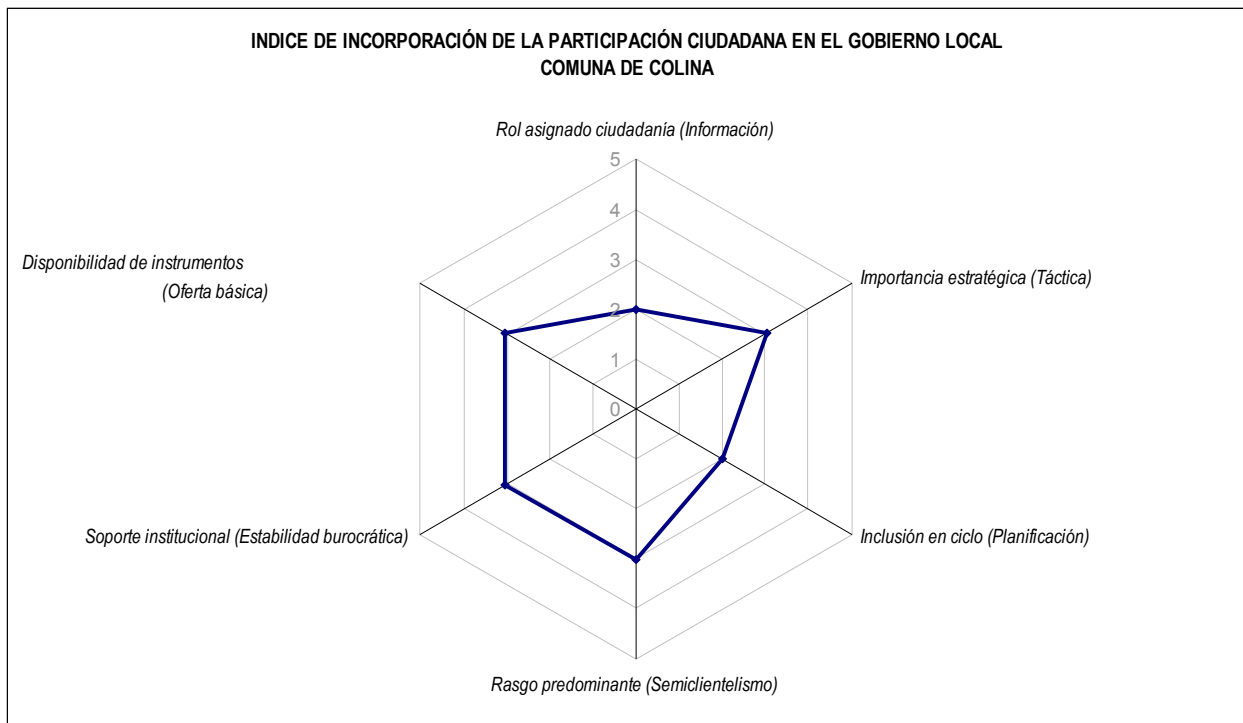 INDICE DE INCORPORACIÓN DE LA PARTICIPACIÓN CIUDADANA EN EL GOBIERNO LOCAL
COMUNA DE COLINA
Rol asignado ciudadanía (Información)
5
4
3
2
1
0
Disponibilidad de instrumentos
(Oferta básica)
Importancia estratégica (Táctica)
Soporte institucional (Estabilidad burocrática)
Inclusión en ciclo (Planificación)
Rasgo predominante (Semiclientelismo)